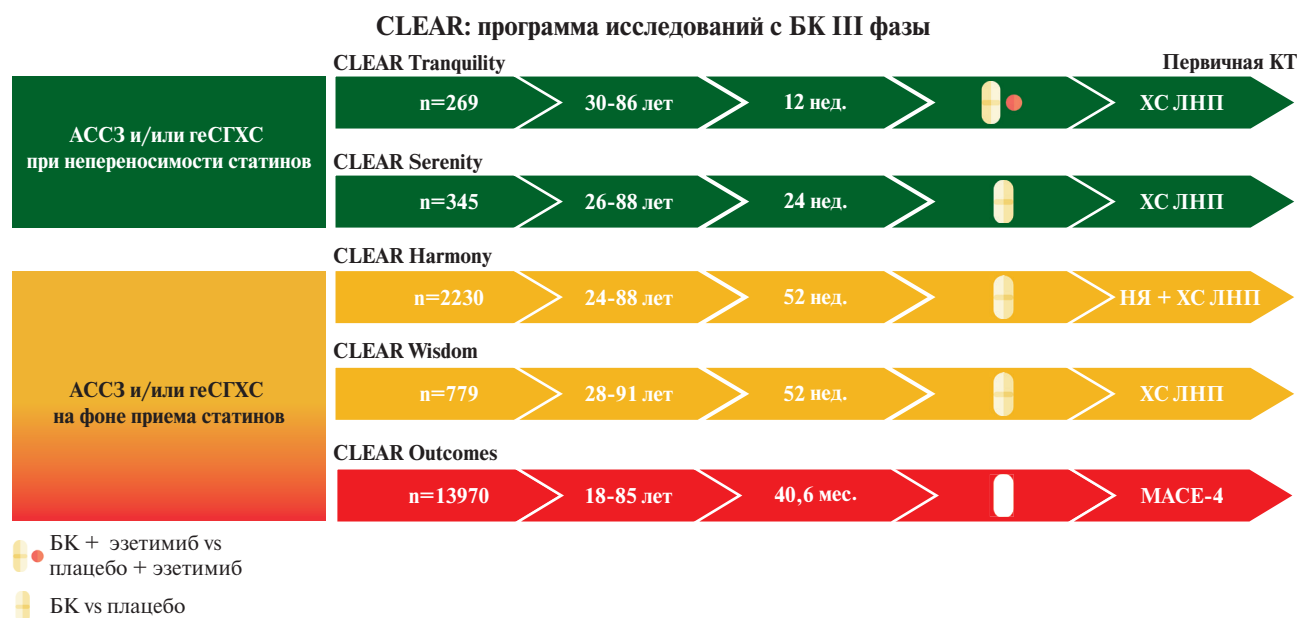 CLEAR: программа исследований с БК III фазы
CLEAR Tranquility
Первичная КТ
АССЗ и/или геСГХС
при непереносимости статинов
n=269
30-86 лет
12 нед.
ХС ЛНП
CLEAR Serenity
n=345
26-88 лет
24 нед.
ХС ЛНП
CLEAR Harmony
АССЗ и/или геСГХС
на фоне приема статинов
n=2230
24-88 лет
52 нед.
НЯ + ХС ЛНП
CLEAR Wisdom
n=779
28-91 лет
52 нед.
ХС ЛНП
CLEAR Outcomes
n=13970
18-85 лет
40,6 мес.
MACE-4
БК + эзетимиб vs
плацебо + эзетимиб
БК vs плацебо